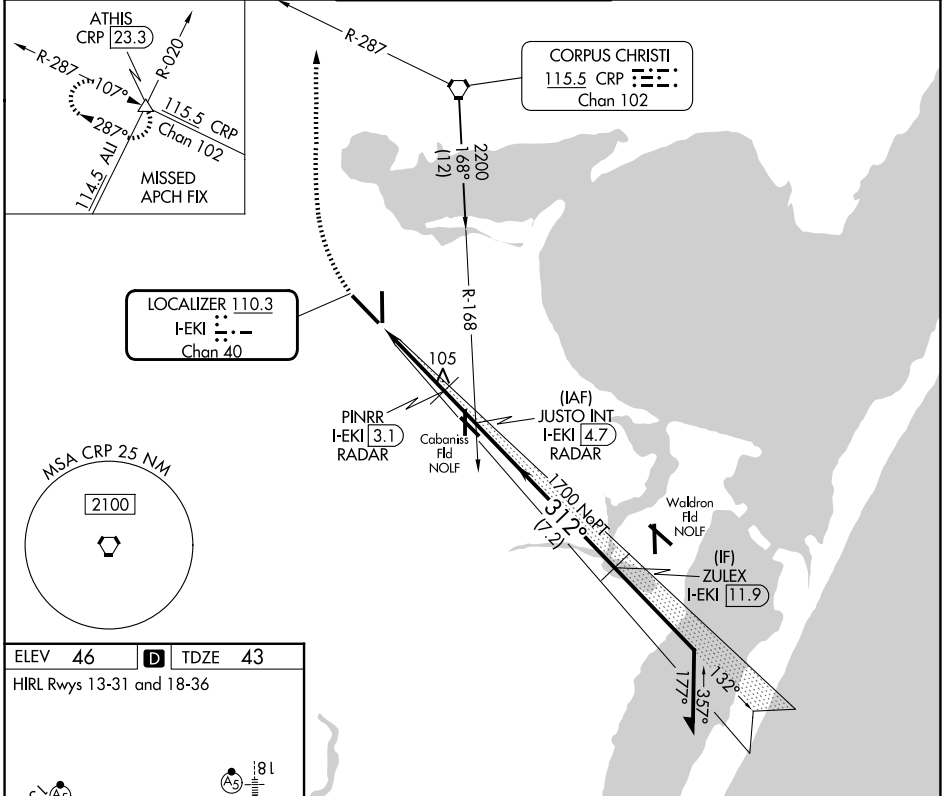 ATHIS
CRP 23.3
R-287
107°
287°
R-020
115.5 CRP
Chan 102
114.5 ALI
MISSED
APCH FIX
R-287
CORPUS CHRISTI
115.5 CRP
Chan 102
2200
168°
(12)
R-168
LOCALIZER 110.3
I-EKI
Chan 40
105
PINRR
I-EKI 3.1
RADAR
Cabaniss
Fld
NOLF
(IAF)
JUSTO INT
I-EKI 4.7
RADAR
1700 NoPT
312°
(7.2)
Waldron
Fld
NOLF
(IF)
ZULEX
I-EKI 11.9
177°
357°
132°
MSA CRP 25 NM
2100
ELEV 46 D TDZE 43
HIRL Rwys 13-31 and 18-36
A5
13
A5
18